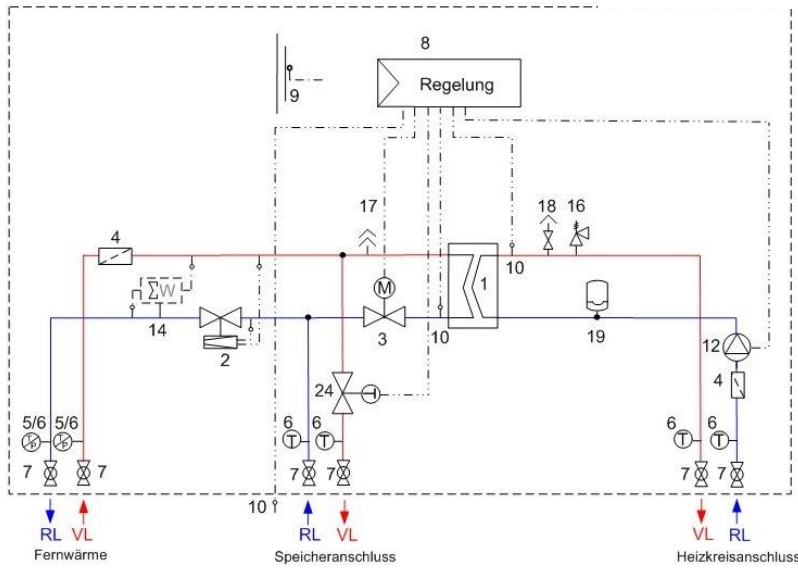 8
Regelung
9
17
18
16
4
10
1
ΣW
M
14
2
3
10
19
12
24
4
5/6
5/6
6
6
6
6
T
P
T
P
T
T
T
T
7
7
7
7
7
7
10
RL
VL
RL
VL
VL
RL
Fernwärme
Speicheranschluss
Heizkreisanschluss